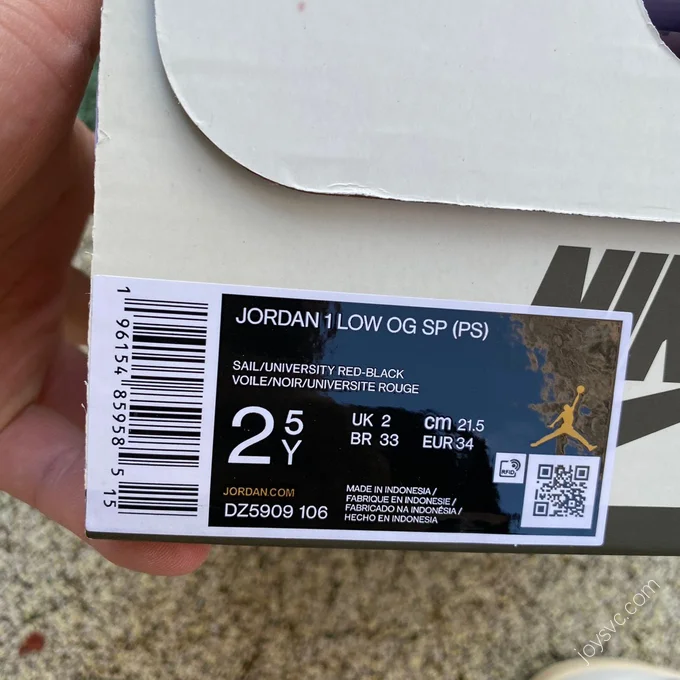 NIK
1 96154 85958 5 15
JORDAN 1 LOW OG SP (PS)
SAIL/UNIVERSITY RED-BLACK
VOILE/NOIR/UNIVERSITE ROUGE
2 5 Y
UK 2 cm 21.5
BR 33 EUR 34
RFID
JORDAN.COM
DZ5909 106
MADE IN INDONESIA /
FABRIQUE EN INDONESIE /
FABRICADO NA INDONÉSIA /
HECHO EN INDONESIA
joysvc.com